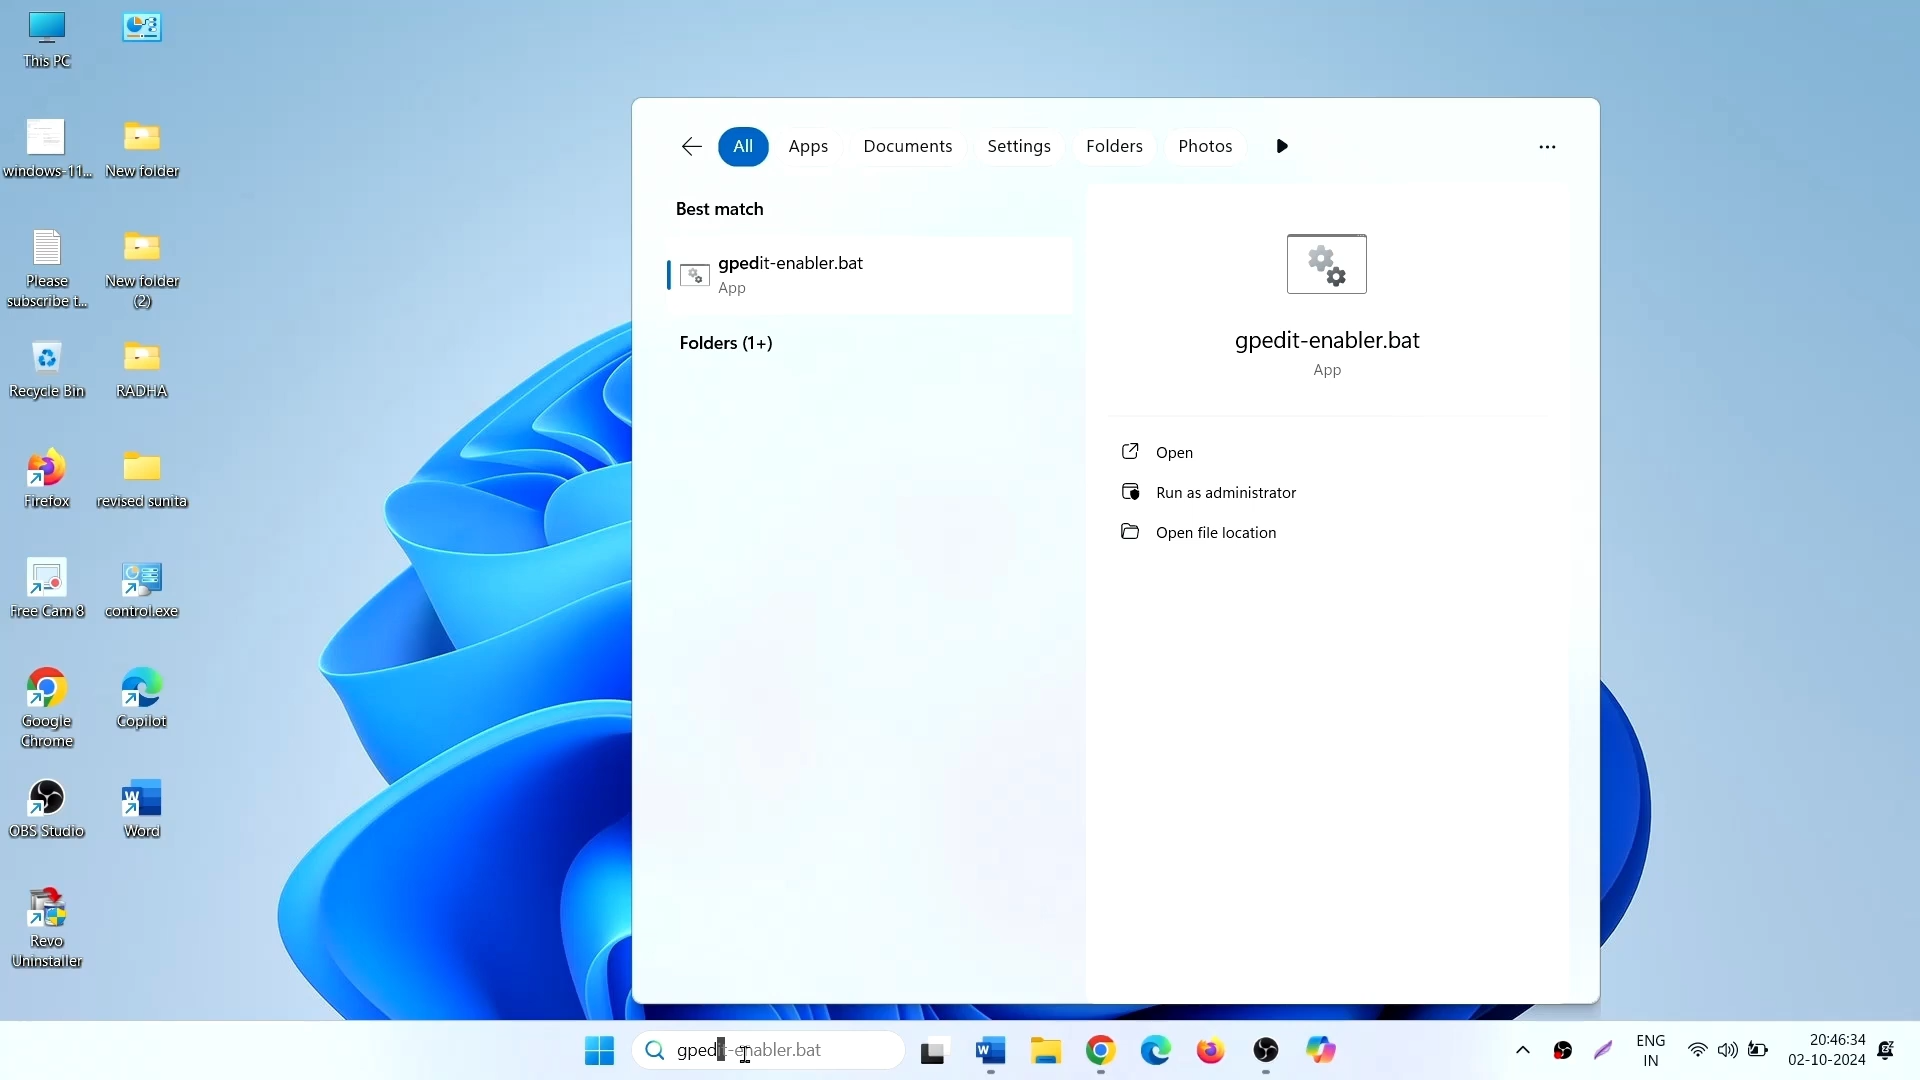 This PC
windows-11...
New folder
Please
subscribe t...
New folder
(2)
Recycle Bin
RADHA
Firefox
revised sunita
Free Cam 8
control.exe
Google
Chrome
Copilot
OBS Studio
Word
Revo
Uninstaller
All
Apps
Documents
Settings
Folders
Photos
Best match
gpedit-enabler.bat
App
Folders (1+)
gpedit-enabler.bat
App
Open
Run as administrator
Open file location
gpedit-enabler.bat
ENG
IN
20:46:34
02-10-2024